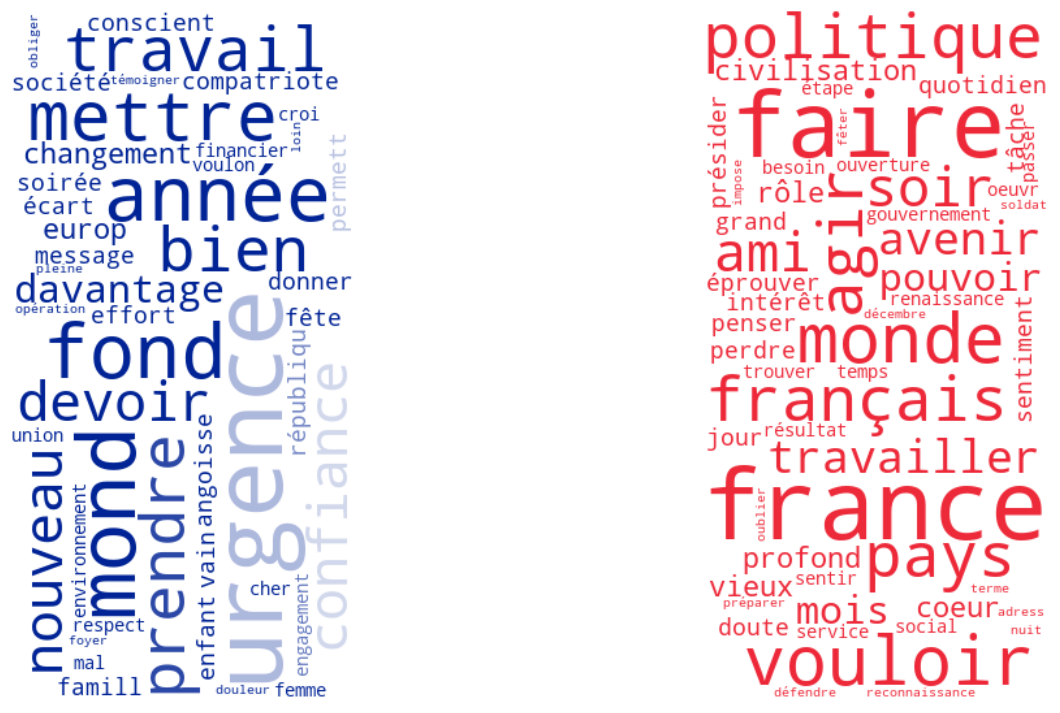 obliger
conscient
travail
société
témoigner
compatriote
mettre
croi
loin
changement
financier
voulon
permett
soirée
année
écart
europ
bien
message
pleine
davantage
donner
opération
effort
fête
urgence
fond
républiqu
confiance
devoir
union
mond
prendre
angoisse
nouveau
environnement
vain
enfant
cher
engagement
respect
foyer
mal
famill
douleur
femme
politique
civilisation
étape
quotidien
faire
fêter
présider
tâche
passer
impose
besoin
ouverture
agir
soir
rôle
oeuvr
soldat
grand
gouvernement
ami
avenir
éprouver
pouvoir
intérêt
renaissance
décembre
penser
monde
sentiment
perdre
trouver
temps
français
jour
résultat
travailler
france
oublier
profond
pays
vieux
sentir
terme
préparer
mois
coeur
adress
doute
service
social
nuit
vouloir
défendre
reconnaissance